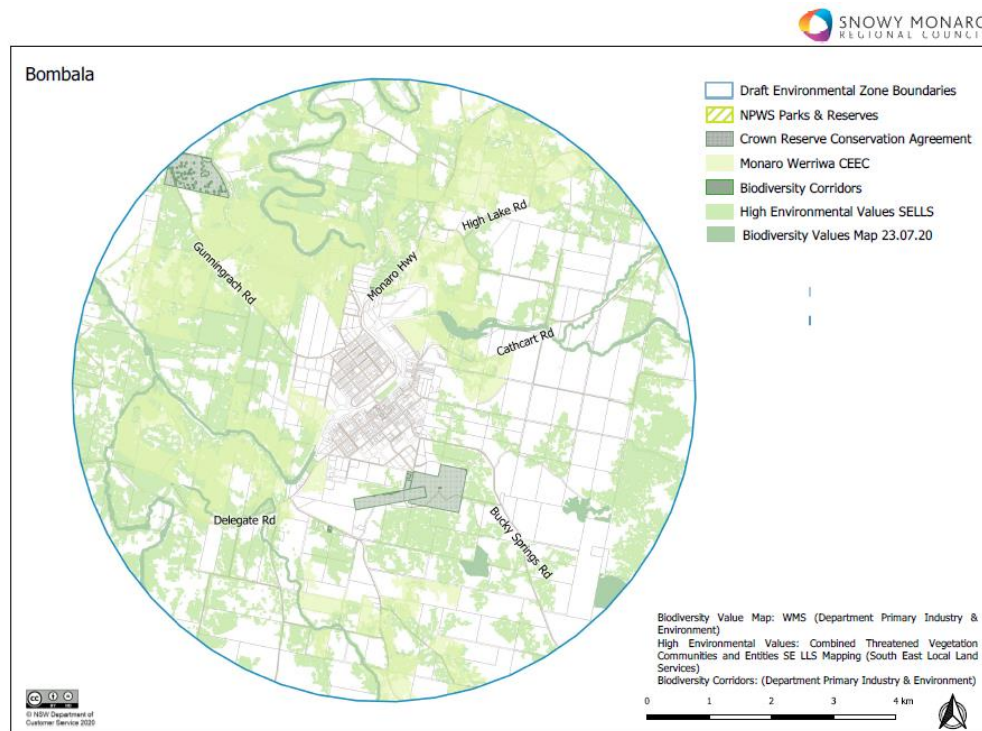 SNOWY MONARO
REGIONAL COUNCIL
Bombala
Draft Environmental Zone Boundaries
NPWS Parks & Reserves
Crown Reserve Conservation Agreement
Monaro Werriwa CEEC
Biodiversity Corridors
High Environmental Values SELLS
Biodiversity Values Map 23.07.20
High Lake Rd
Gunningrach Rd
Monaro Hwy
Cathcart Rd
Delegate Rd
Bucky Springs Rd
Biodiversity Value Map: WMS (Department Primary Industry &
Environment)
High Environmental Values: Combined Threatened Vegetation
Communities and Entities SE LLS Mapping (South East Local Land
Services)
Biodiversity Corridors: (Department Primary Industry & Environment)
0 1 2 3 4 km
cc
BY
© NSW Department of
Customer Service 2020